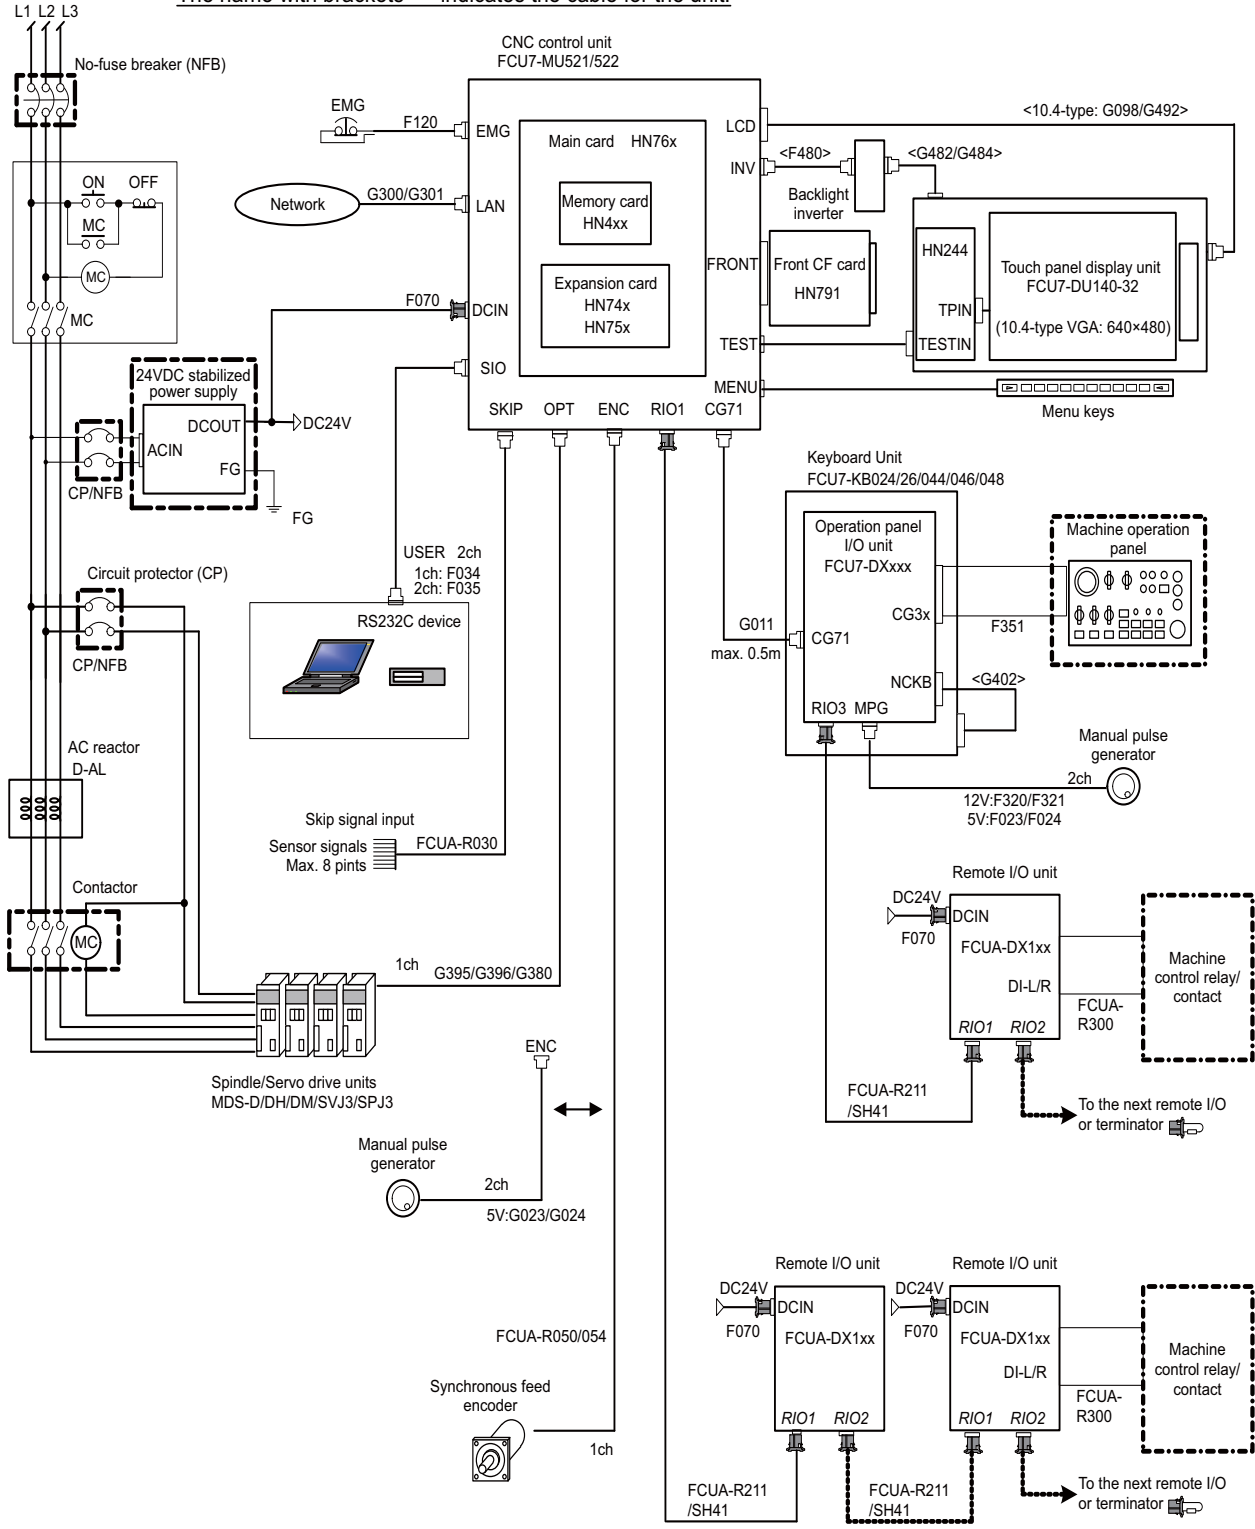 The name with brackets < > indicates the cable for the unit.
L1 L2 L3
No-fuse breaker (NFB)
ON
OFF
MC
MC
MC
24VDC stabilized
power supply
DCOUT
DC24V
ACIN
FG
CP/NFB
FG
Circuit protector (CP)
CP/NFB
AC reactor
D-AL
Contactor
MC
Spindle/Servo drive units
MDS-D/DH/DM/SVJ3/SPJ3
CNC control unit
FCU7-MU521/522
EMG
F120
EMG
Network
G300/G301
LAN
F070
DCIN
SIO
Main card HN76x
Memory card
HN4xx
Expansion card
HN74x
HN75x
LCD
INV
FRONT
TEST
MENU
SKIP
OPT
ENC
RIO1
CG71
<10.4-type: G098/G492>
<F480>
<G482/G484>
Backlight
inverter
Front CF card
HN791
HN244
TPIN
TESTIN
Touch panel display unit
FCU7-DU140-32
(10.4-type VGA: 640×480)
Menu keys
USER 2ch
1ch: F034
2ch: F035
RS232C device
Keyboard Unit
FCU7-KB024/26/044/046/048
Operation panel
I/O unit
FCU7-DXxxx
CG3x
F351
Machine operation
panel
G011
max. 0.5m
CG71
NCKB
<G402>
RIO3
MPG
Manual pulse
generator
2ch
12V:F320/F321
5V:F023/F024
Skip signal input
Sensor signals
Max. 8 pints
FCUA-R030
1ch
G395/G396/G380
Remote I/O unit
DC24V
DCIN
F070
FCUA-DX1xx
DI-L/R
RIO1
RIO2
FCUA-
R300
Machine
control relay/
contact
FCUA-R211
/SH41
To the next remote I/O
or terminator
ENC
Manual pulse
generator
2ch
5V:G023/G024
FCUA-R050/054
Synchronous feed
encoder
1ch
Remote I/O unit
DC24V
DCIN
F070
FCUA-DX1xx
RIO1
RIO2
FCUA-R211
/SH41
Remote I/O unit
DC24V
DCIN
F070
FCUA-DX1xx
DI-L/R
RIO1
RIO2
FCUA-
R300
Machine
control relay/
contact
FCUA-R211
/SH41
To the next remote I/O
or terminator